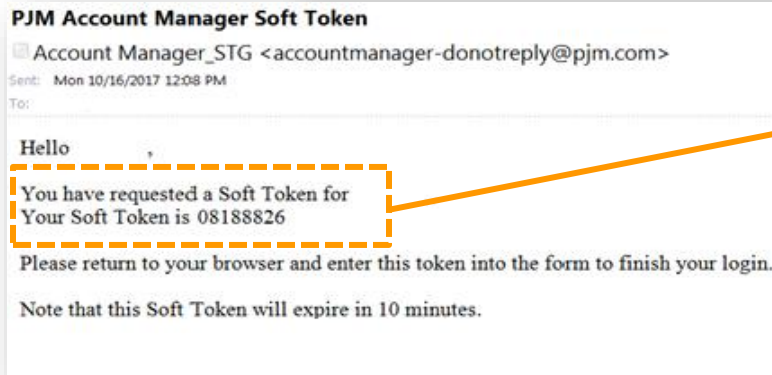 PJM Account Manager Soft Token
Account Manager_STG <accountmanager-donotreply@pjm.com>
Sent: Mon 10/16/2017 12:08 PM
To:
Hello ,
You have requested a Soft Token for
Your Soft Token is 08188826
Please return to your browser and enter this token into the form to finish your login.
Note that this Soft Token will expire in 10 minutes.